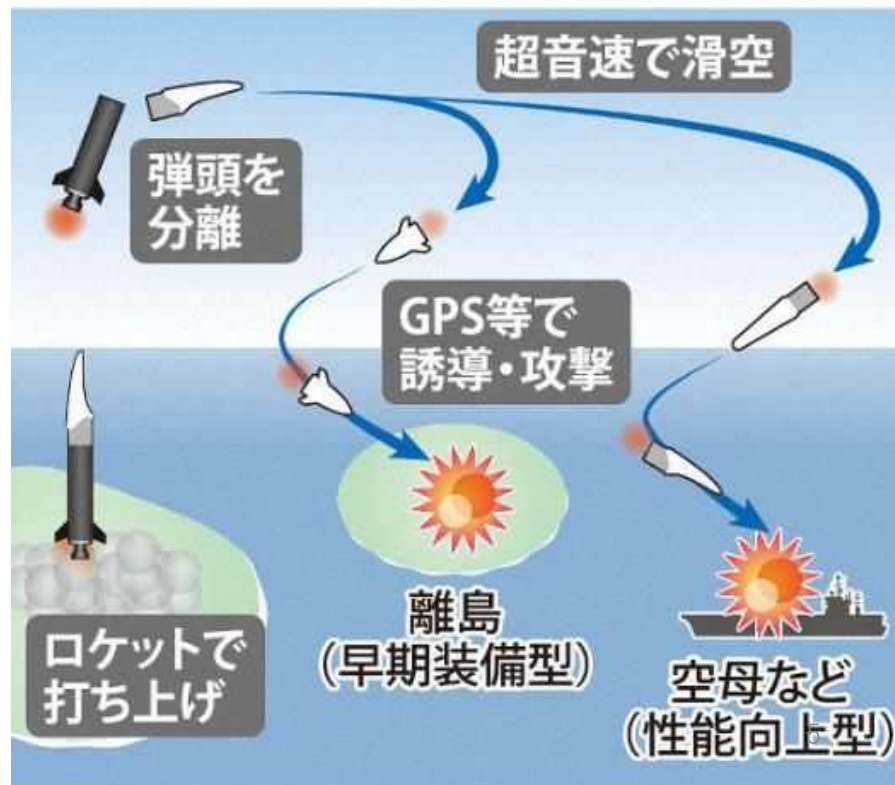 超音速で滑空
弾頭を
分離
GPS等で
誘導・攻撃
ロケットで
打ち上げ
離島
(早期装備型)
空母など
(性能向上型)